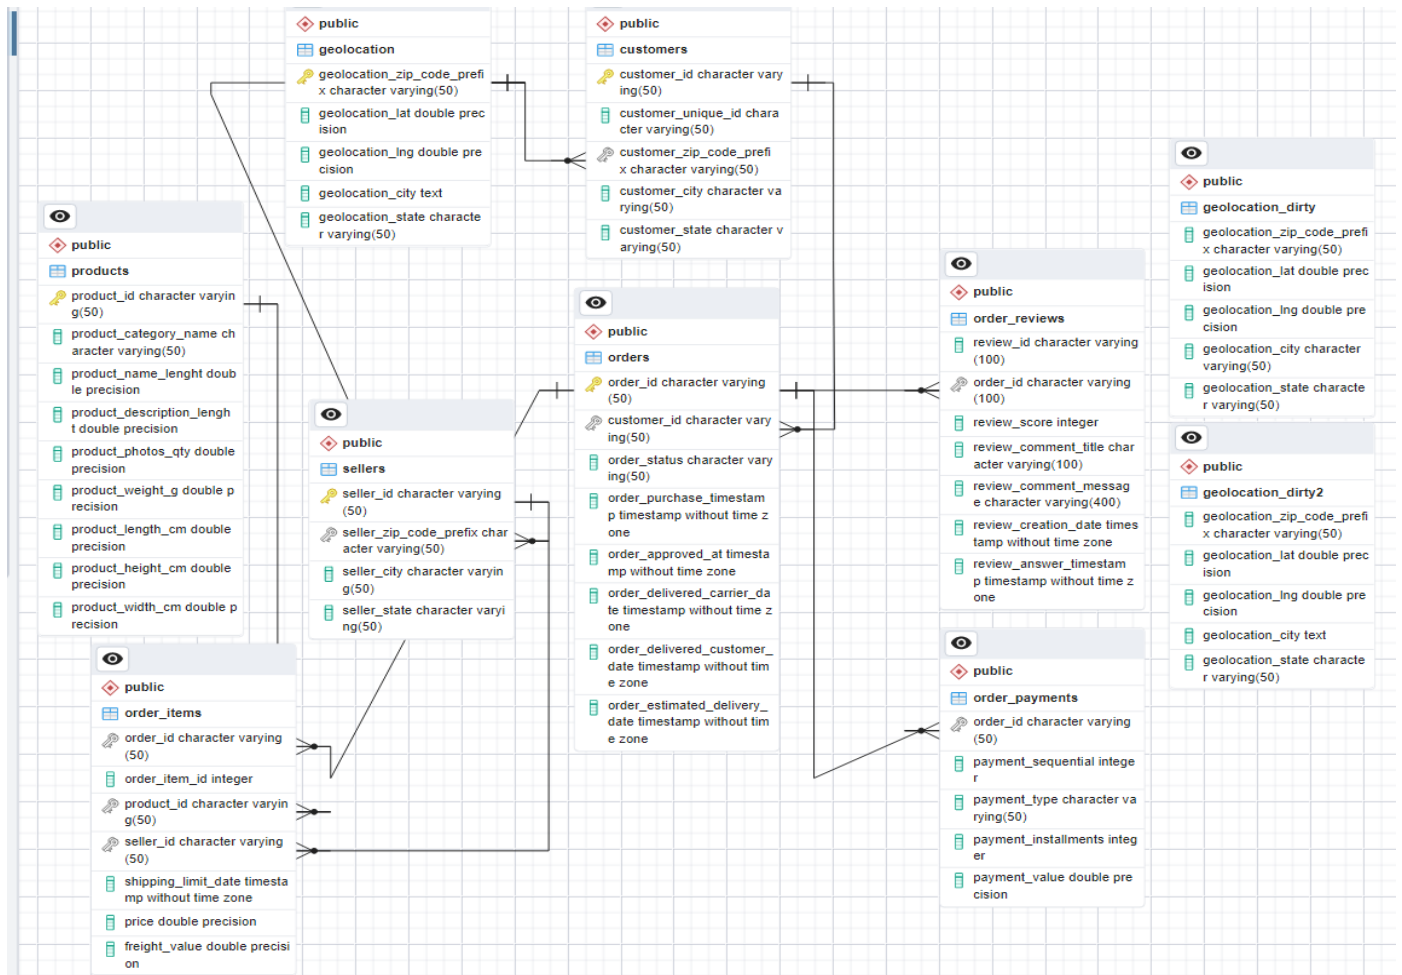 public
geolocation
geolocation_zip_code_prefi
x character varying(50)
geolocation_lat double prec
ision
geolocation_lng double pre
cision
geolocation_city text
geolocation_state characte
r varying(50)
public
customers
customer_id character vary
ing(50)
customer_unique_id chara
cter varying(50)
customer_zip_code_prefi
x character varying(50)
customer_city character va
rying(50)
customer_state character v
arying(50)
public
products
product_id character varyin
g(50)
product_category_name ch
aracter varying(50)
product_name_lenght doub
le precision
product_description_lengh
t double precision
product_photos_qty double
precision
product_weight_g double p
recision
product_length_cm double
precision
product_height_cm double
precision
product_width_cm double p
recision
public
sellers
seller_id character varying
(50)
seller_zip_code_prefix char
acter varying(50)
seller_city character varyin
g(50)
seller_state character varyi
ng(50)
public
orders
order_id character varying
(50)
customer_id character vary
ing(50)
order_status character vary
ing(50)
order_purchase_timestam
p timestamp without time z
one
order_approved_at timesta
mp without time zone
order_delivered_carrier_da
te timestamp without time z
one
order_delivered_customer_
date timestamp without tim
e zone
order_estimated_delivery_
date timestamp without tim
e zone
public
order_reviews
review_id character varying
(100)
order_id character varying
(100)
review_score integer
review_comment_title char
acter varying(100)
review_comment_messag
e character varying(400)
review_creation_date times
tamp without time zone
review_answer_timestam
p timestamp without time z
one
public
geolocation_dirty
geolocation_zip_code_prefi
x character varying(50)
geolocation_lat double prec
ision
geolocation_lng double pre
cision
geolocation_city character
varying(50)
geolocation_state characte
r varying(50)
public
geolocation_dirty2
geolocation_zip_code_prefi
x character varying(50)
geolocation_lat double prec
ision
geolocation_lng double pre
cision
geolocation_city text
geolocation_state characte
r varying(50)
public
order_items
order_id character varying
(50)
order_item_id integer
product_id character varyin
g(50)
seller_id character varying
(50)
shipping_limit_date timesta
mp without time zone
price double precision
freight_value double precisi
on
public
order_payments
order_id character varying
(50)
payment_sequential intege
r
payment_type character va
rying(50)
payment_installments integ
er
payment_value double pre
cision